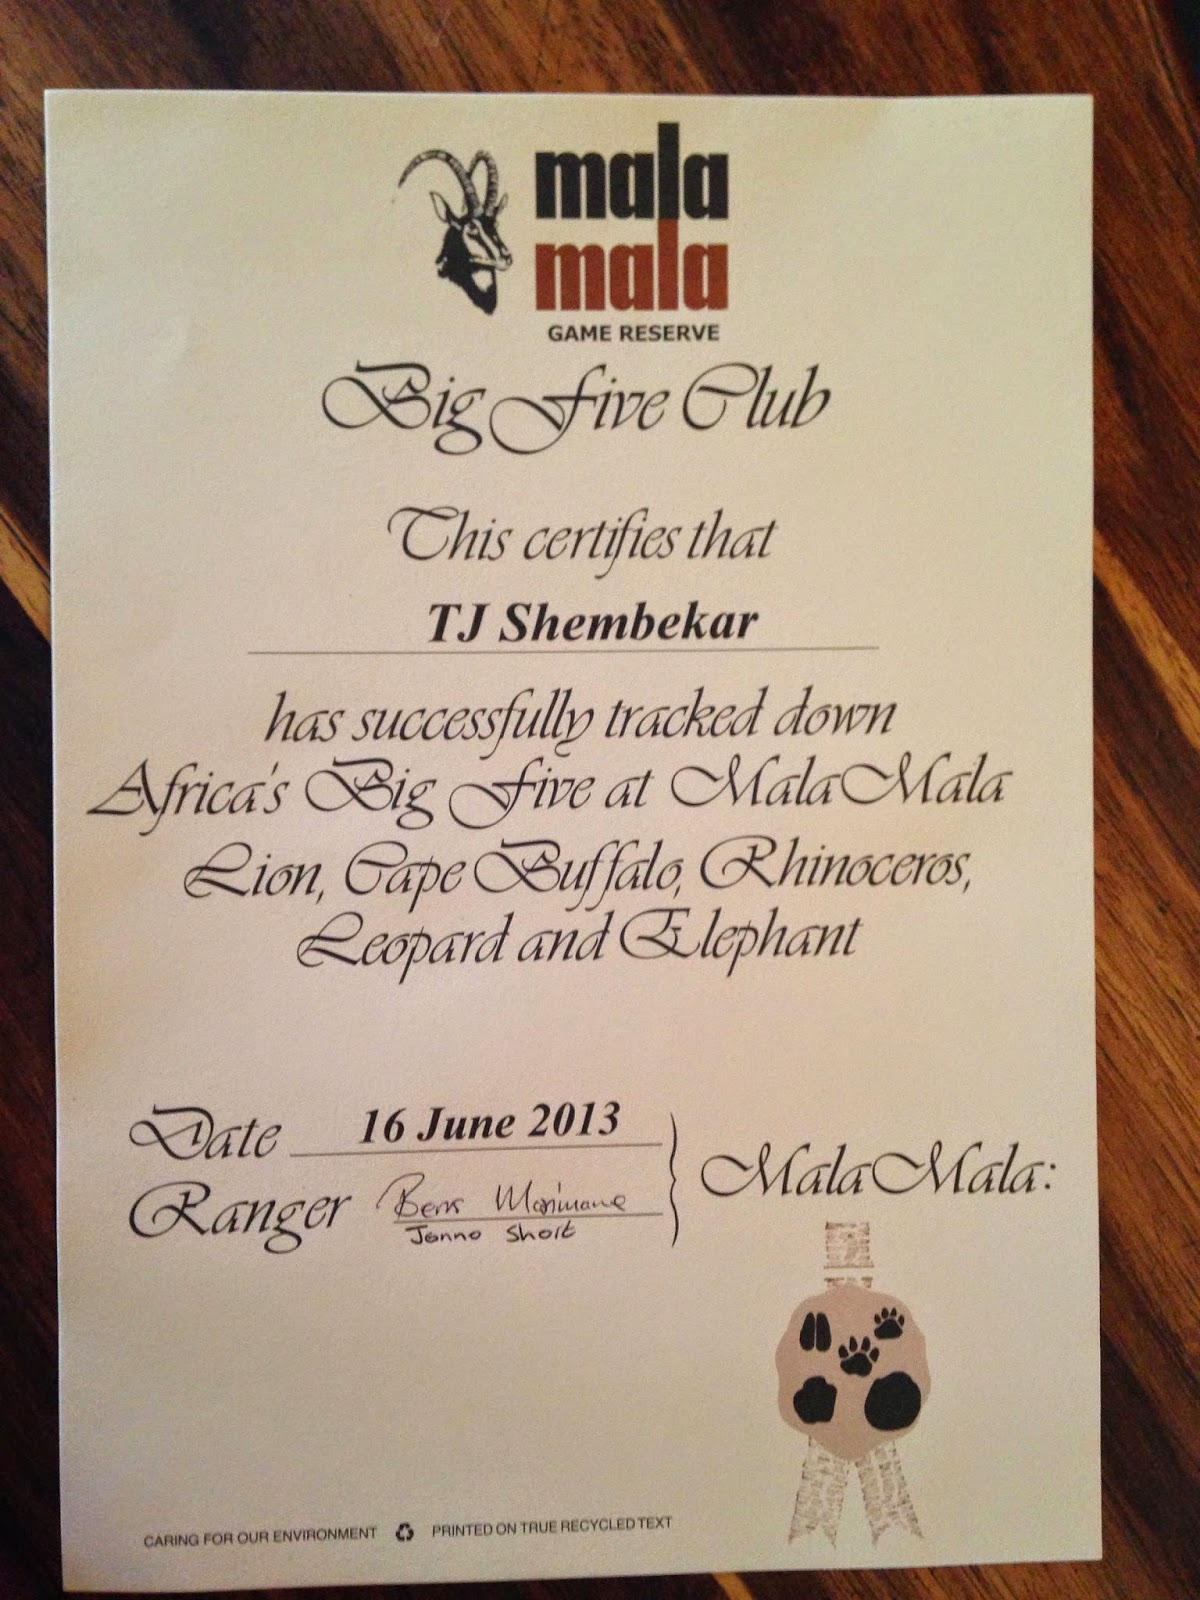 mala
mala
GAME RESERVE
Big Five Club
This certifies that
TJ Shembekar
has successfully tracked down
Africa's Big Five at MalaMala
Lion, Cape Buffalo, Rhinoceros,
Leopard and Elephant
Date 16 June 2013
Ranger Bens
Jonno Short
MalaMala:
CARING FOR OUR ENVIRONMENT PRINTED ON TRUE RECYCLED TEXT